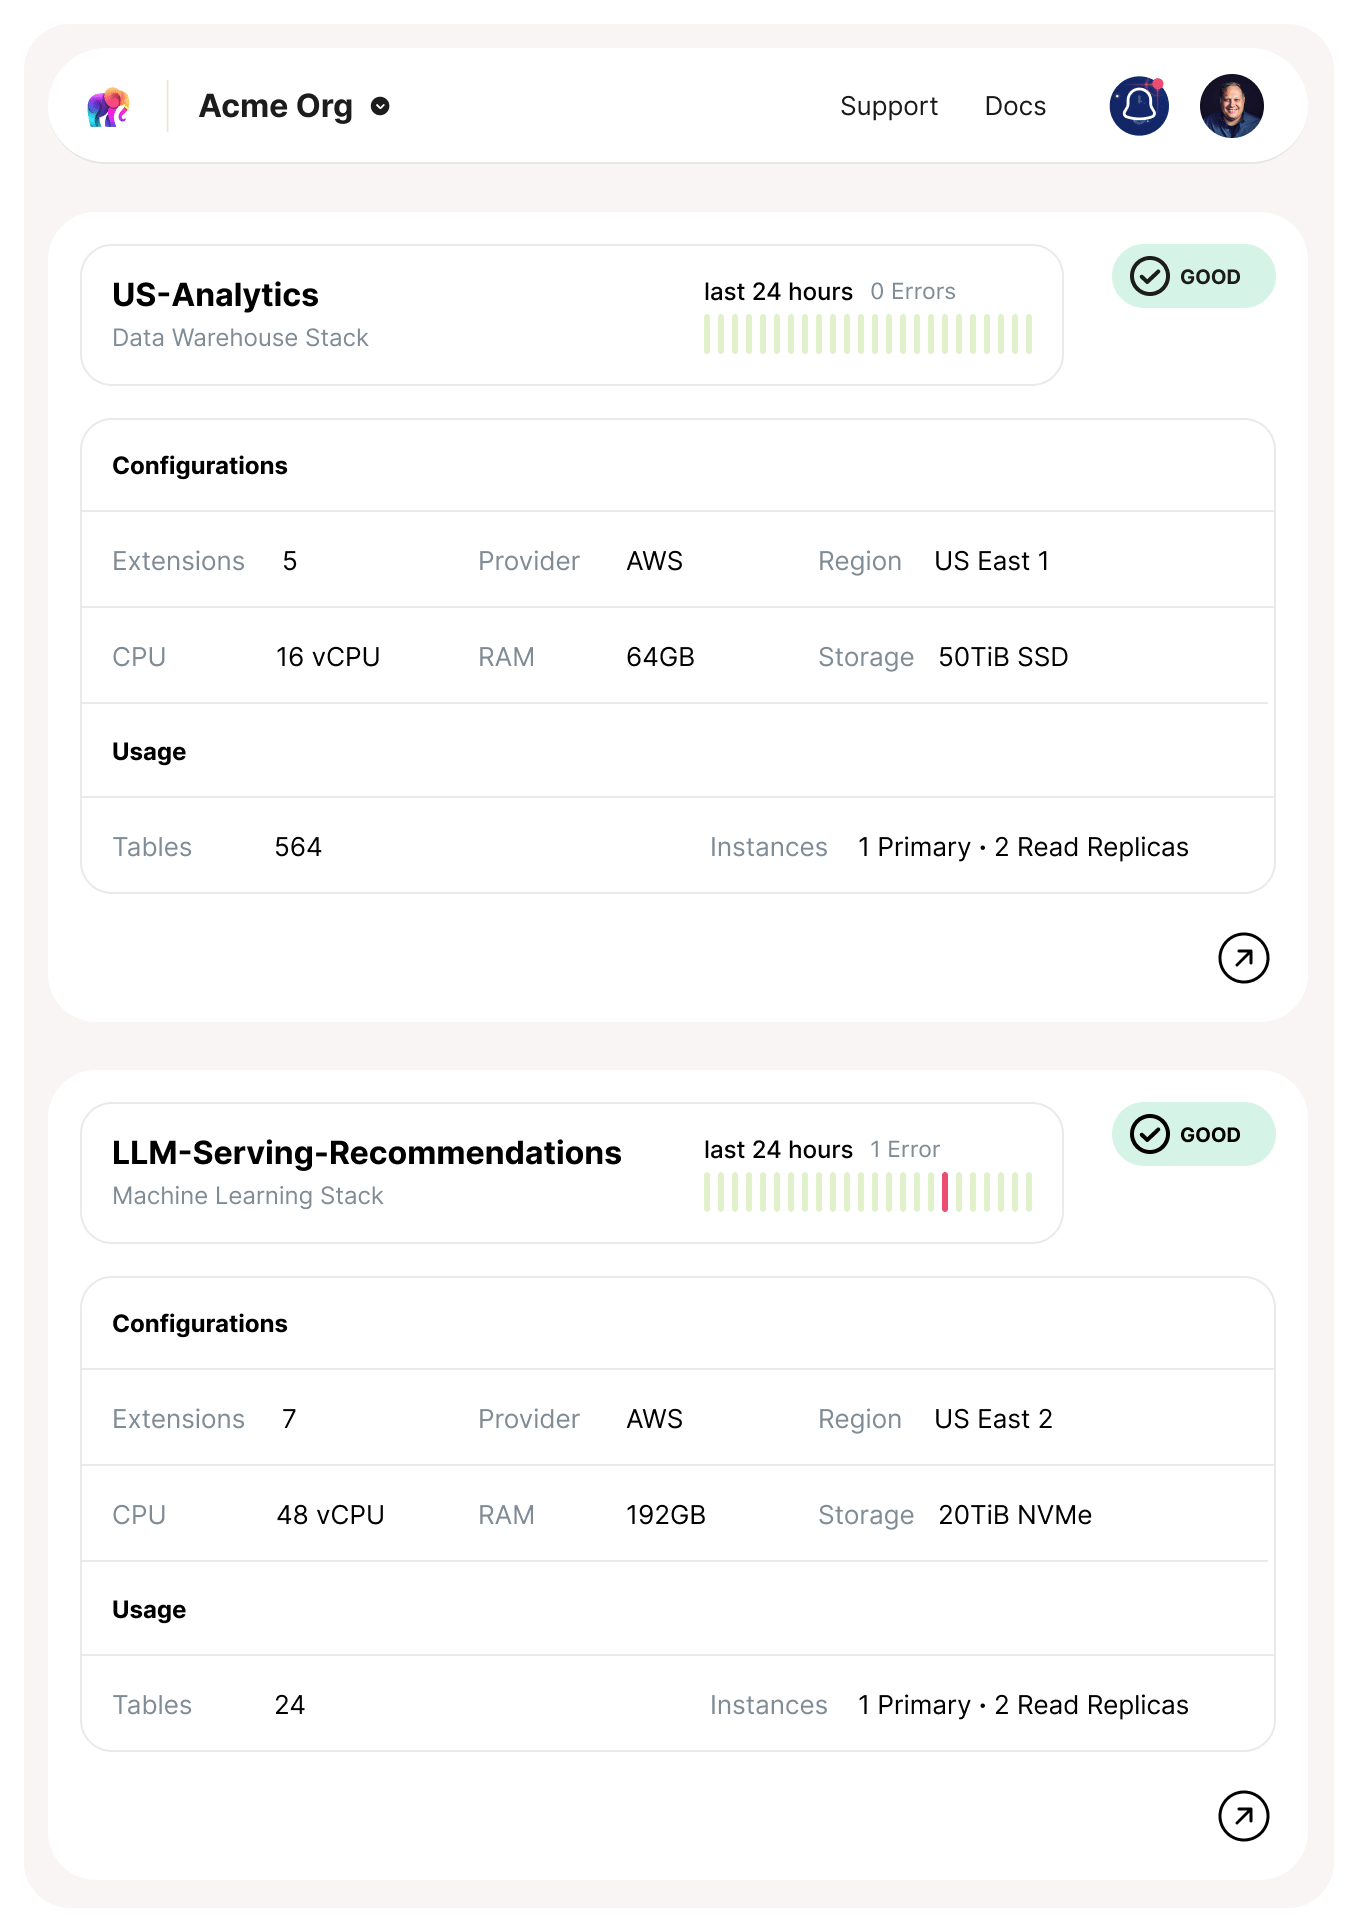 Acme Org
Support Docs
US-Analytics
Data Warehouse Stack
last 24 hours 0 Errors
GOOD
Configurations
Extensions 5 Provider AWS Region US East 1
CPU 16 vCPU RAM 64GB Storage 50TiB SSD
Usage
Tables 564 Instances 1 Primary • 2 Read Replicas
LLM-Serving-Recommendations
Machine Learning Stack
last 24 hours 1 Error
GOOD
Configurations
Extensions 7 Provider AWS Region US East 2
CPU 48 vCPU RAM 192GB Storage 20TiB NVMe
Usage
Tables 24 Instances 1 Primary • 2 Read Replicas